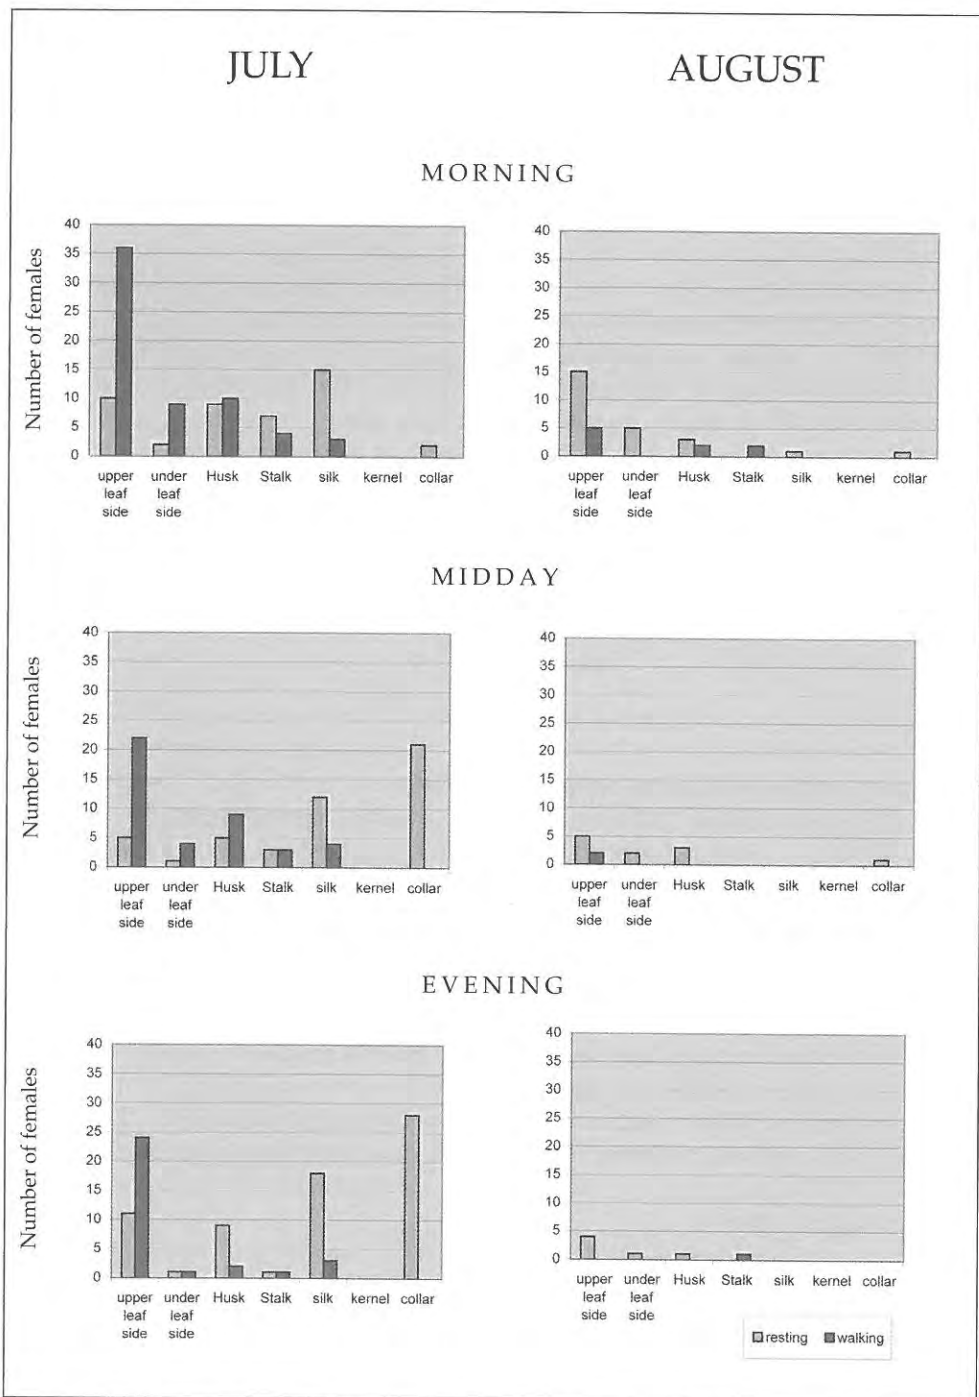 JULY
AUGUST
MORNING
Number of females
40
35
30
25
20
15
10
5
0
upper leaf side
under leaf side
Husk
Stalk
silk
kernel
collar
40
35
30
25
20
15
10
5
0
upper leaf side
under leaf side
Husk
Stalk
silk
kernel
collar
MIDDAY
Number of females
40
35
30
25
20
15
10
5
0
upper leaf side
under leaf side
Husk
Stalk
silk
kernel
collar
40
35
30
25
20
15
10
5
0
upper leaf side
under leaf side
Husk
Stalk
silk
kernel
collar
EVENING
Number of females
40
35
30
25
20
15
10
5
0
upper leaf side
under leaf side
Husk
Stalk
silk
kernel
collar
40
35
30
25
20
15
10
5
0
upper leaf side
under leaf side
Husk
Stalk
silk
kernel
collar
resting walking